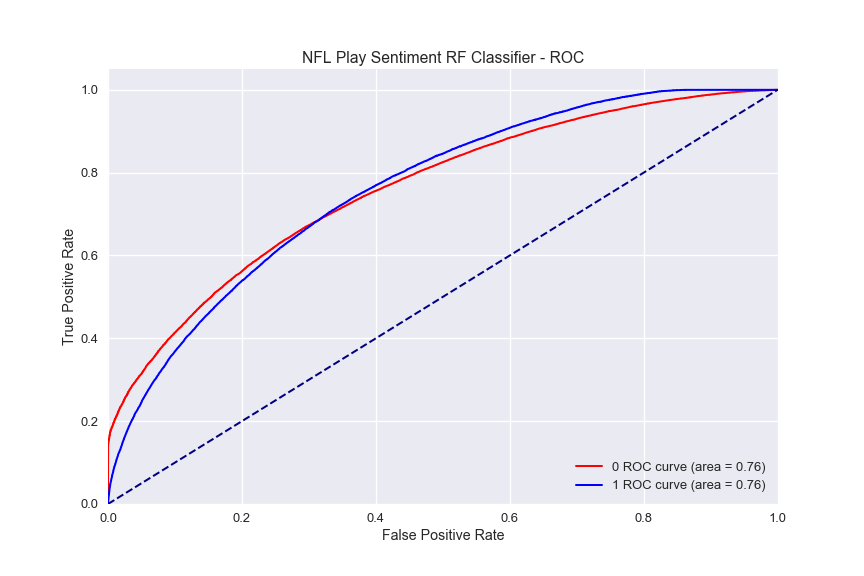 NFL Play Sentiment RF Classifier - ROC
True Positive Rate
1.0
0.8
0.6
0.4
0.2
0.0
0 ROC curve (area = 0.76)
1 ROC curve (area = 0.76)
0.0 0.2 0.4 0.6 0.8 1.0
False Positive Rate